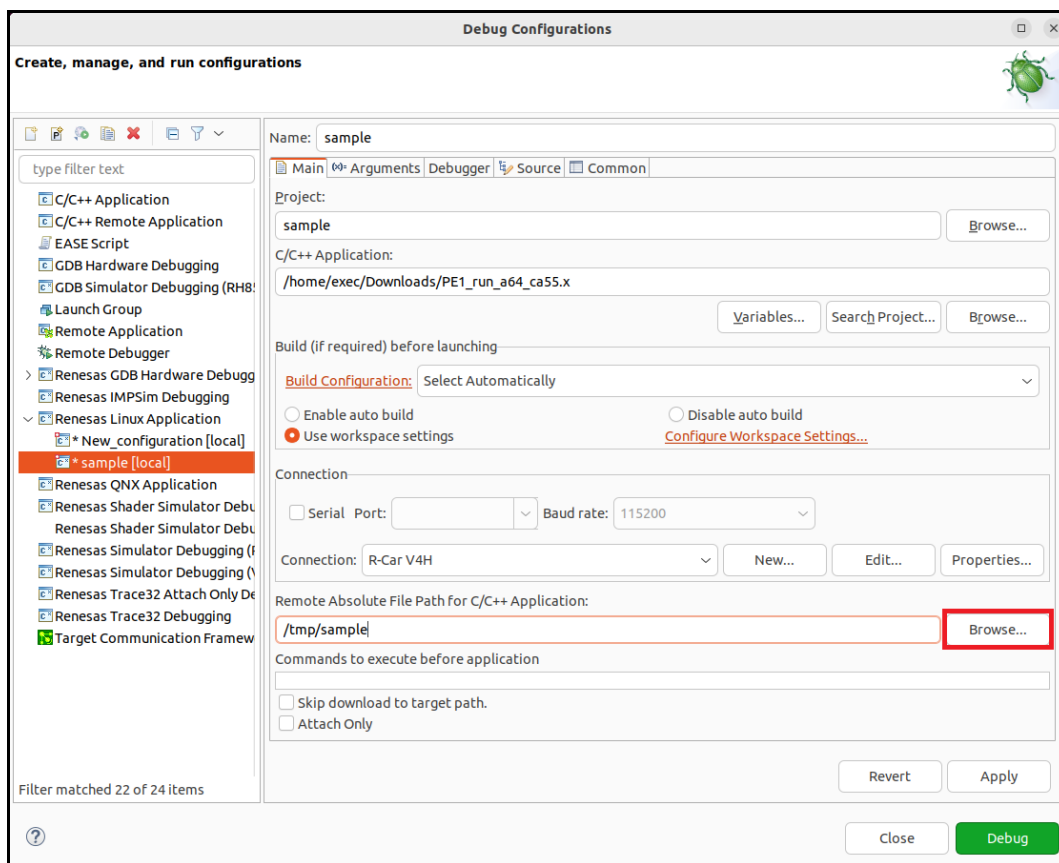 Debug Configurations
Create, manage, and run configurations
type filter text
C/C++ Application
C/C++ Remote Application
EASE Script
GDB Hardware Debugging
GDB Simulator Debugging (RH85
Launch Group
Remote Application
Remote Debugger
Renesas GDB Hardware Debugg
Renesas IMPSim Debugging
Renesas Linux Application
* New_configuration [local]
* sample [local]
Renesas QNX Application
Renesas Shader Simulator Debu
Renesas Shader Simulator Debu
Renesas Simulator Debugging (
Renesas Simulator Debugging (
Renesas Trace32 Attach Only De
Renesas Trace32 Debugging
Target Communication Framew
Filter matched 22 of 24 items
Name: sample
Main Arguments Debugger Source Common
Project:
sample Browse...
C/C++ Application:
/home/exec/Downloads/PE1_run_a64_ca55.x
Variables... Search Project... Browse...
Build (if required) before launching
Build Configuration: Select Automatically
Enable auto build Disable auto build
Use workspace settings Configure Workspace Settings...
Connection
Serial Port: Baud rate: 115200
Connection: R-Car V4H New... Edit... Properties...
Remote Absolute File Path for C/C++ Application:
/tmp/sample Browse...
Commands to execute before application
Skip download to target path.
Attach Only
Revert Apply
Close Debug